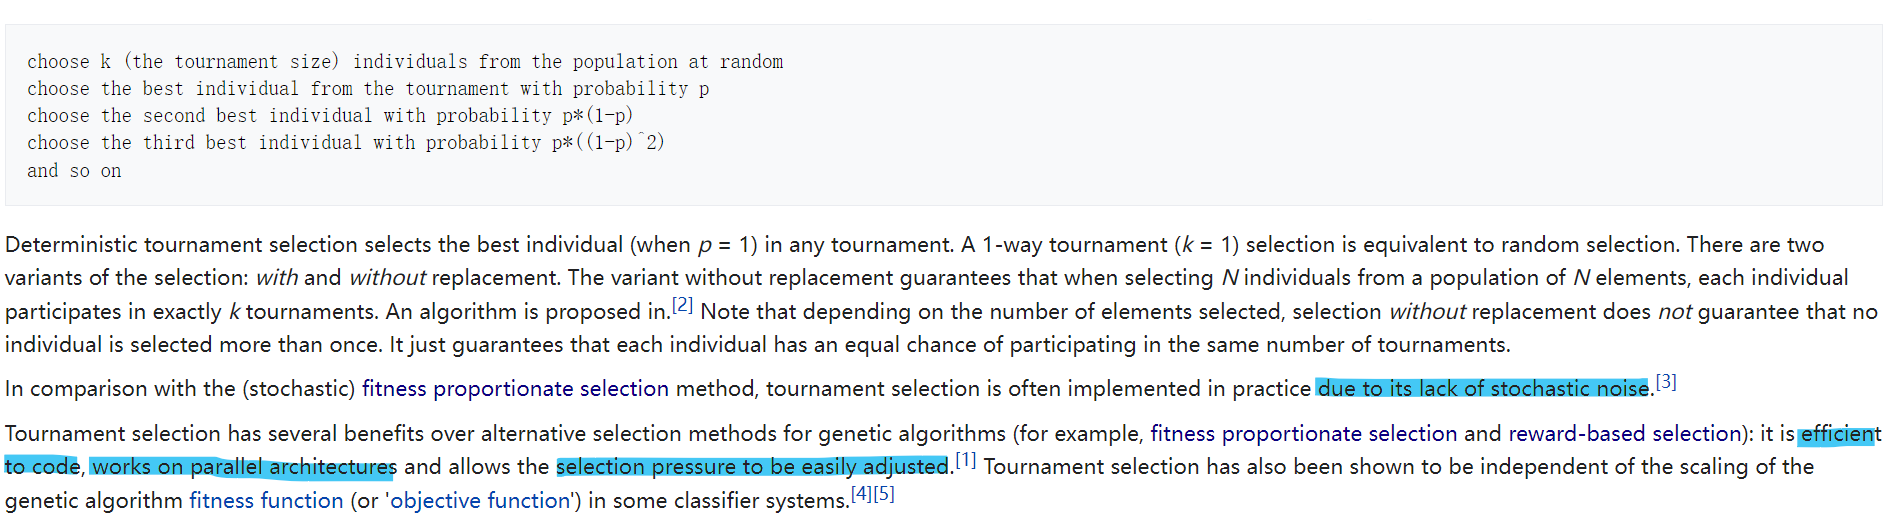 choose k (the tournament size) individuals from the population at random
choose the best individual from the tournament with probability p
choose the second best individual with probability p*(1-p)
choose the third best individual with probability p*((1-p)^2)
and so on
Deterministic tournament selection selects the best individual (when p = 1) in any tournament. A 1-way tournament (k = 1) selection is equivalent to random selection. There are two
variants of the selection: with and without replacement. The variant without replacement guarantees that when selecting N individuals from a population of N elements, each individual
participates in exactly k tournaments. An algorithm is proposed in.[2] Note that depending on the number of elements selected, selection without replacement does not guarantee that no
individual is selected more than once. It just guarantees that each individual has an equal chance of participating in the same number of tournaments.
In comparison with the (stochastic) fitness proportionate selection method, tournament selection is often implemented in practice due to its lack of stochastic noise.[3]
Tournament selection has several benefits over alternative selection methods for genetic algorithms (for example, fitness proportionate selection and reward-based selection): it is efficient
to code, works on parallel architectures and allows the selection pressure to be easily adjusted.[1] Tournament selection has also been shown to be independent of the scaling of the
genetic algorithm fitness function (or 'objective function') in some classifier systems.[4][5]